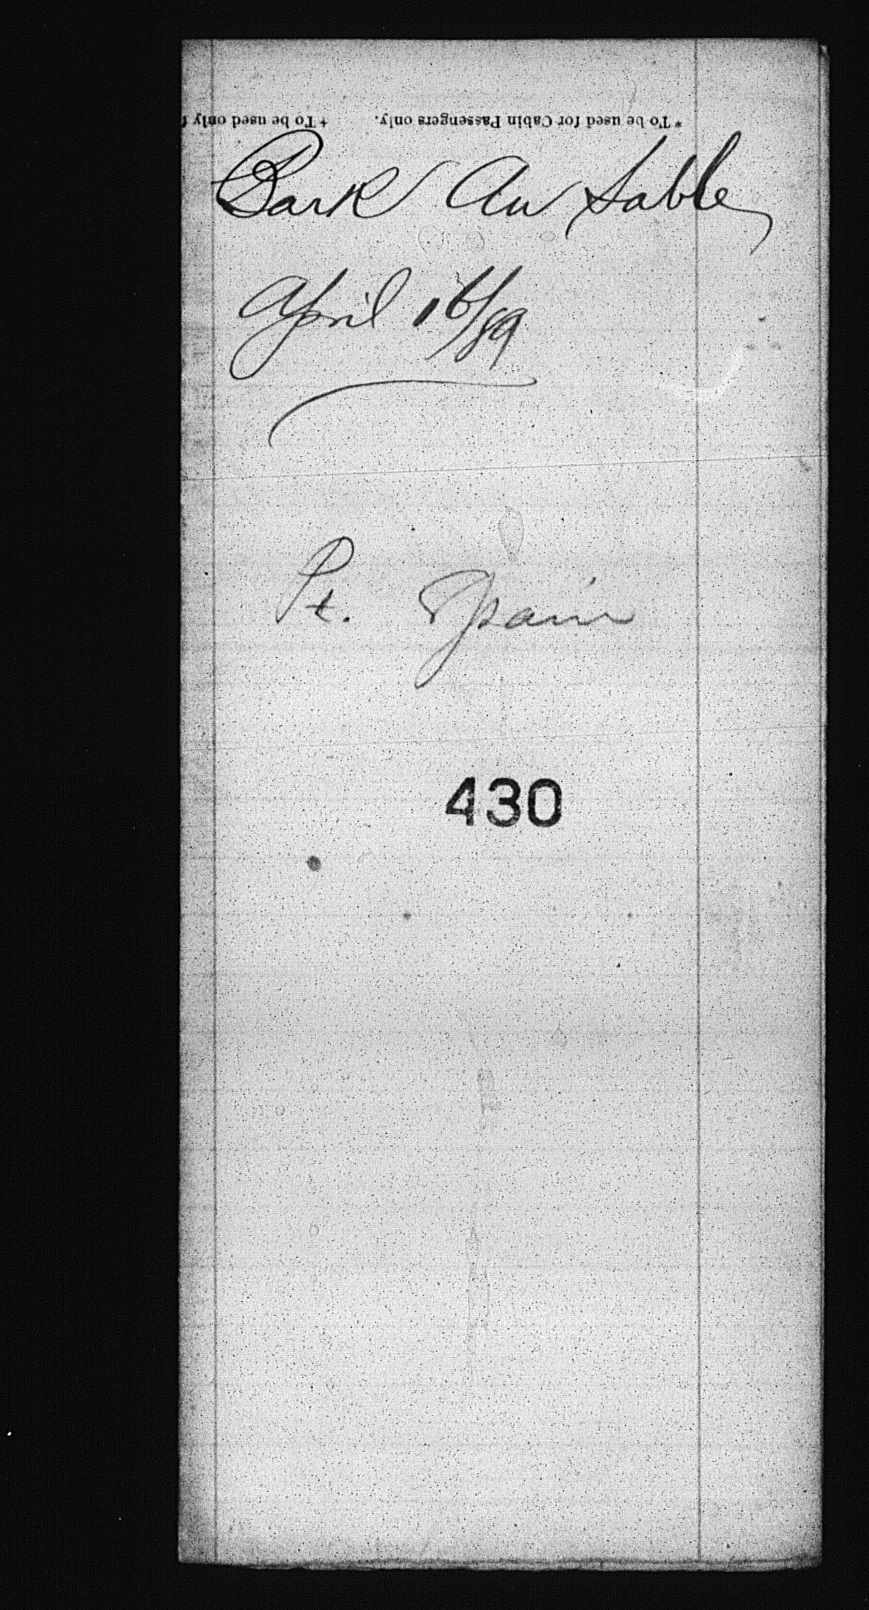 *To be used for Cabin Passengers only. †To be used only f
Bark Au Sable
April 16/89
Pt. Spain
430